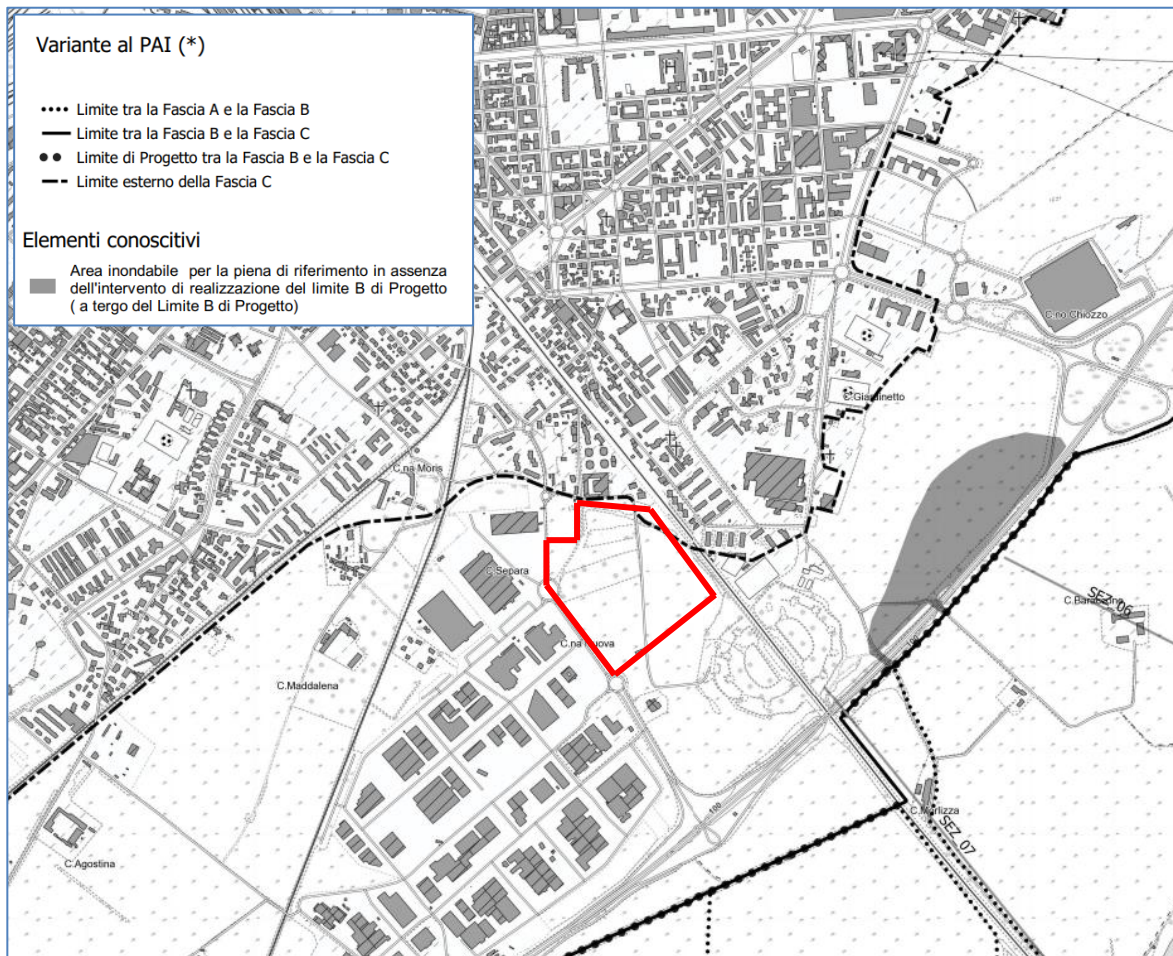 Variante al PAI (*)
Limite tra la Fascia A e la Fascia B
Limite tra la Fascia B e la Fascia C
Limite di Progetto tra la Fascia B e la Fascia C
Limite esterno della Fascia C
Elementi conoscitivi
Area inondabile per la piena di riferimento in assenza
dell'intervento di realizzazione del limite B di Progetto
( a tergo del Limite B di Progetto)
C.no Chiozzo
C.Giardinetto
C.na Moris
C.Separa
C.Barabzona
SEZ_06
C.na Nuova
C.Maddalena
100
100
C.Marlizza
SEZ_07
C.Agostina